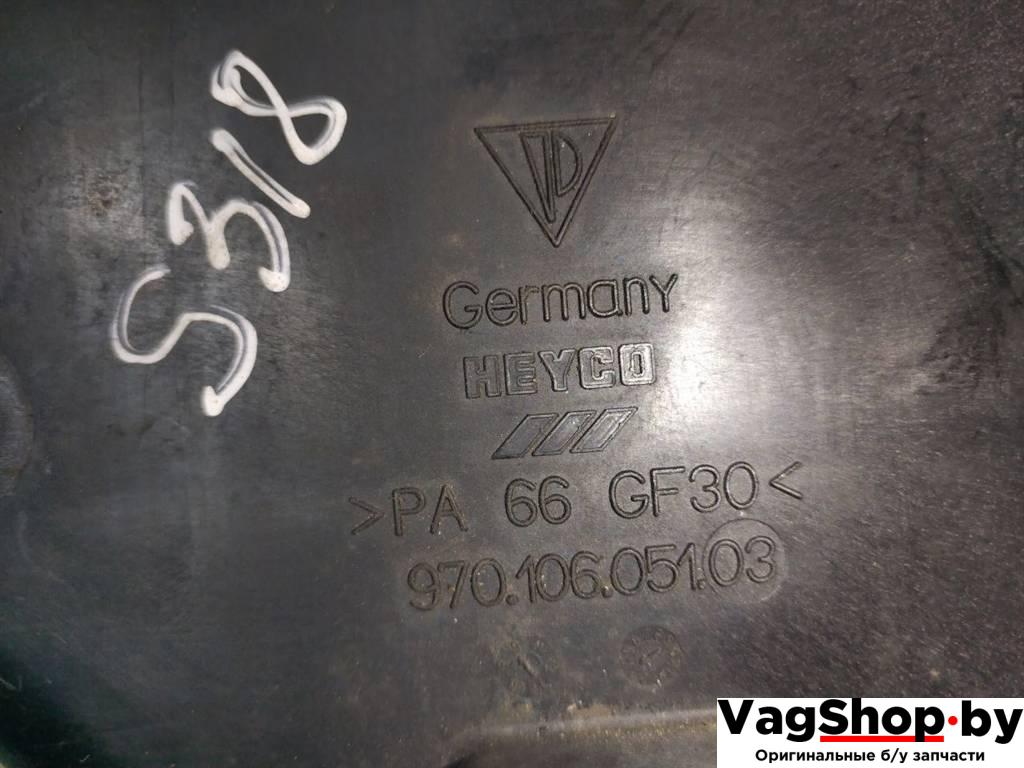 S318
Germany
HEYCO
>PA 66 GF30<
970.106.051.03
VagShop.by
Оригинальные б/у запчасти